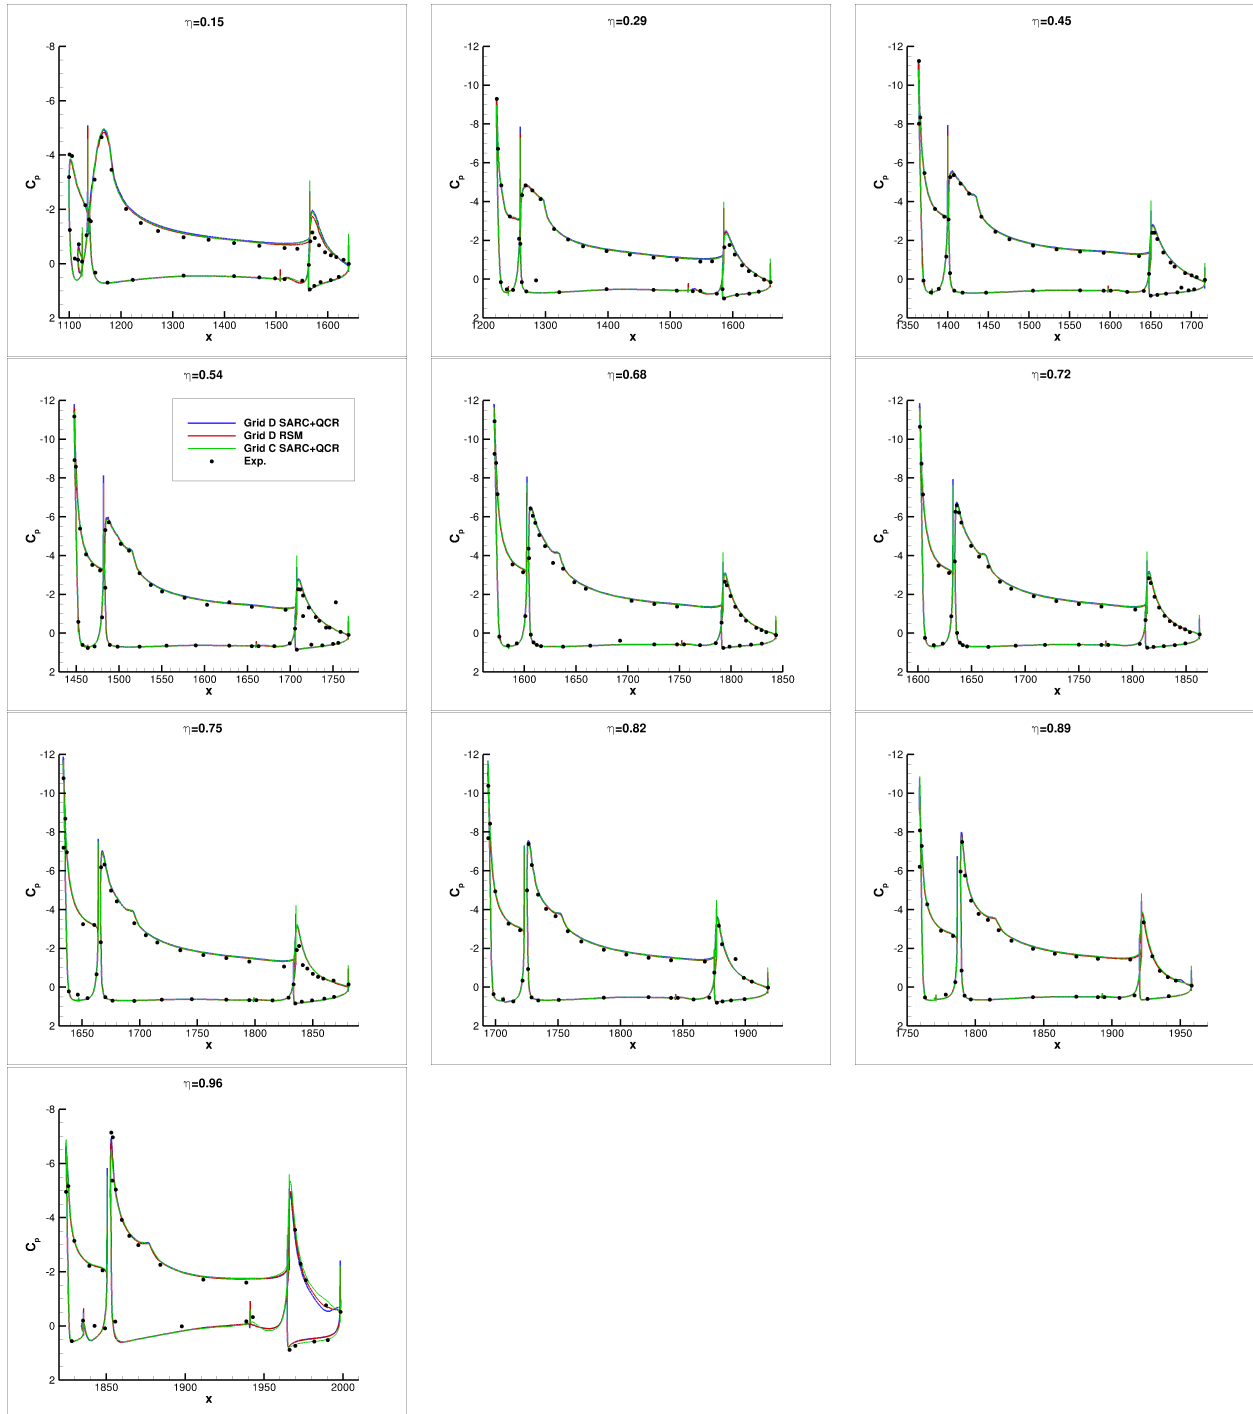 η=0.15
-8
-6
-4
-2
0
2
Cp
1100 1200 1300 1400 1500 1600
x
η=0.29
-12
-10
-8
-6
-4
-2
0
2
Cp
1200 1300 1400 1500 1600
x
η=0.45
-12
-10
-8
-6
-4
-2
0
2
Cp
1350 1400 1450 1500 1550 1600 1650 1700
x
η=0.54
-12
-10
-8
-6
-4
-2
0
2
Cp
Grid D SARC+QCR
Grid D RSM
Grid C SARC+QCR
Exp.
1450 1500 1550 1600 1650 1700 1750
x
η=0.68
-12
-10
-8
-6
-4
-2
0
2
Cp
1600 1650 1700 1750 1800 1850
x
η=0.72
-12
-10
-8
-6
-4
-2
0
2
Cp
1600 1650 1700 1750 1800 1850
x
η=0.75
-12
-10
-8
-6
-4
-2
0
2
Cp
1650 1700 1750 1800 1850
x
η=0.82
-12
-10
-8
-6
-4
-2
0
2
Cp
1700 1750 1800 1850 1900
x
η=0.89
-12
-10
-8
-6
-4
-2
0
2
Cp
1750 1800 1850 1900 1950
x
η=0.96
-8
-6
-4
-2
0
2
Cp
1850 1900 1950 2000
x